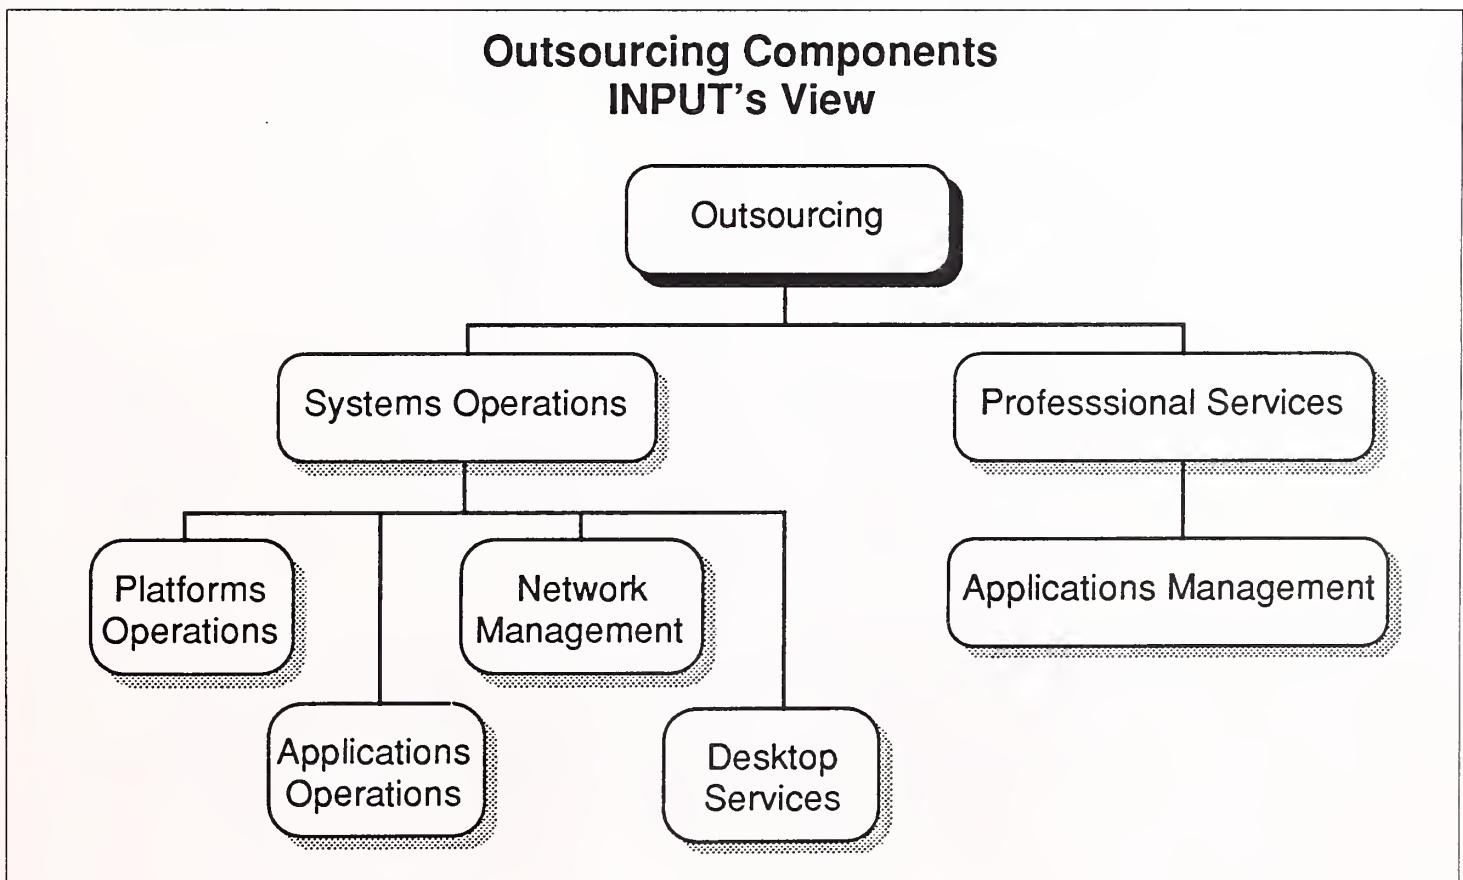 Outsourcing Components
INPUT's View
Outsourcing
Systems Operations
Professsional Services
Platforms
Operations
Network
Management
Applications Management
Applications
Operations
Desktop
Services